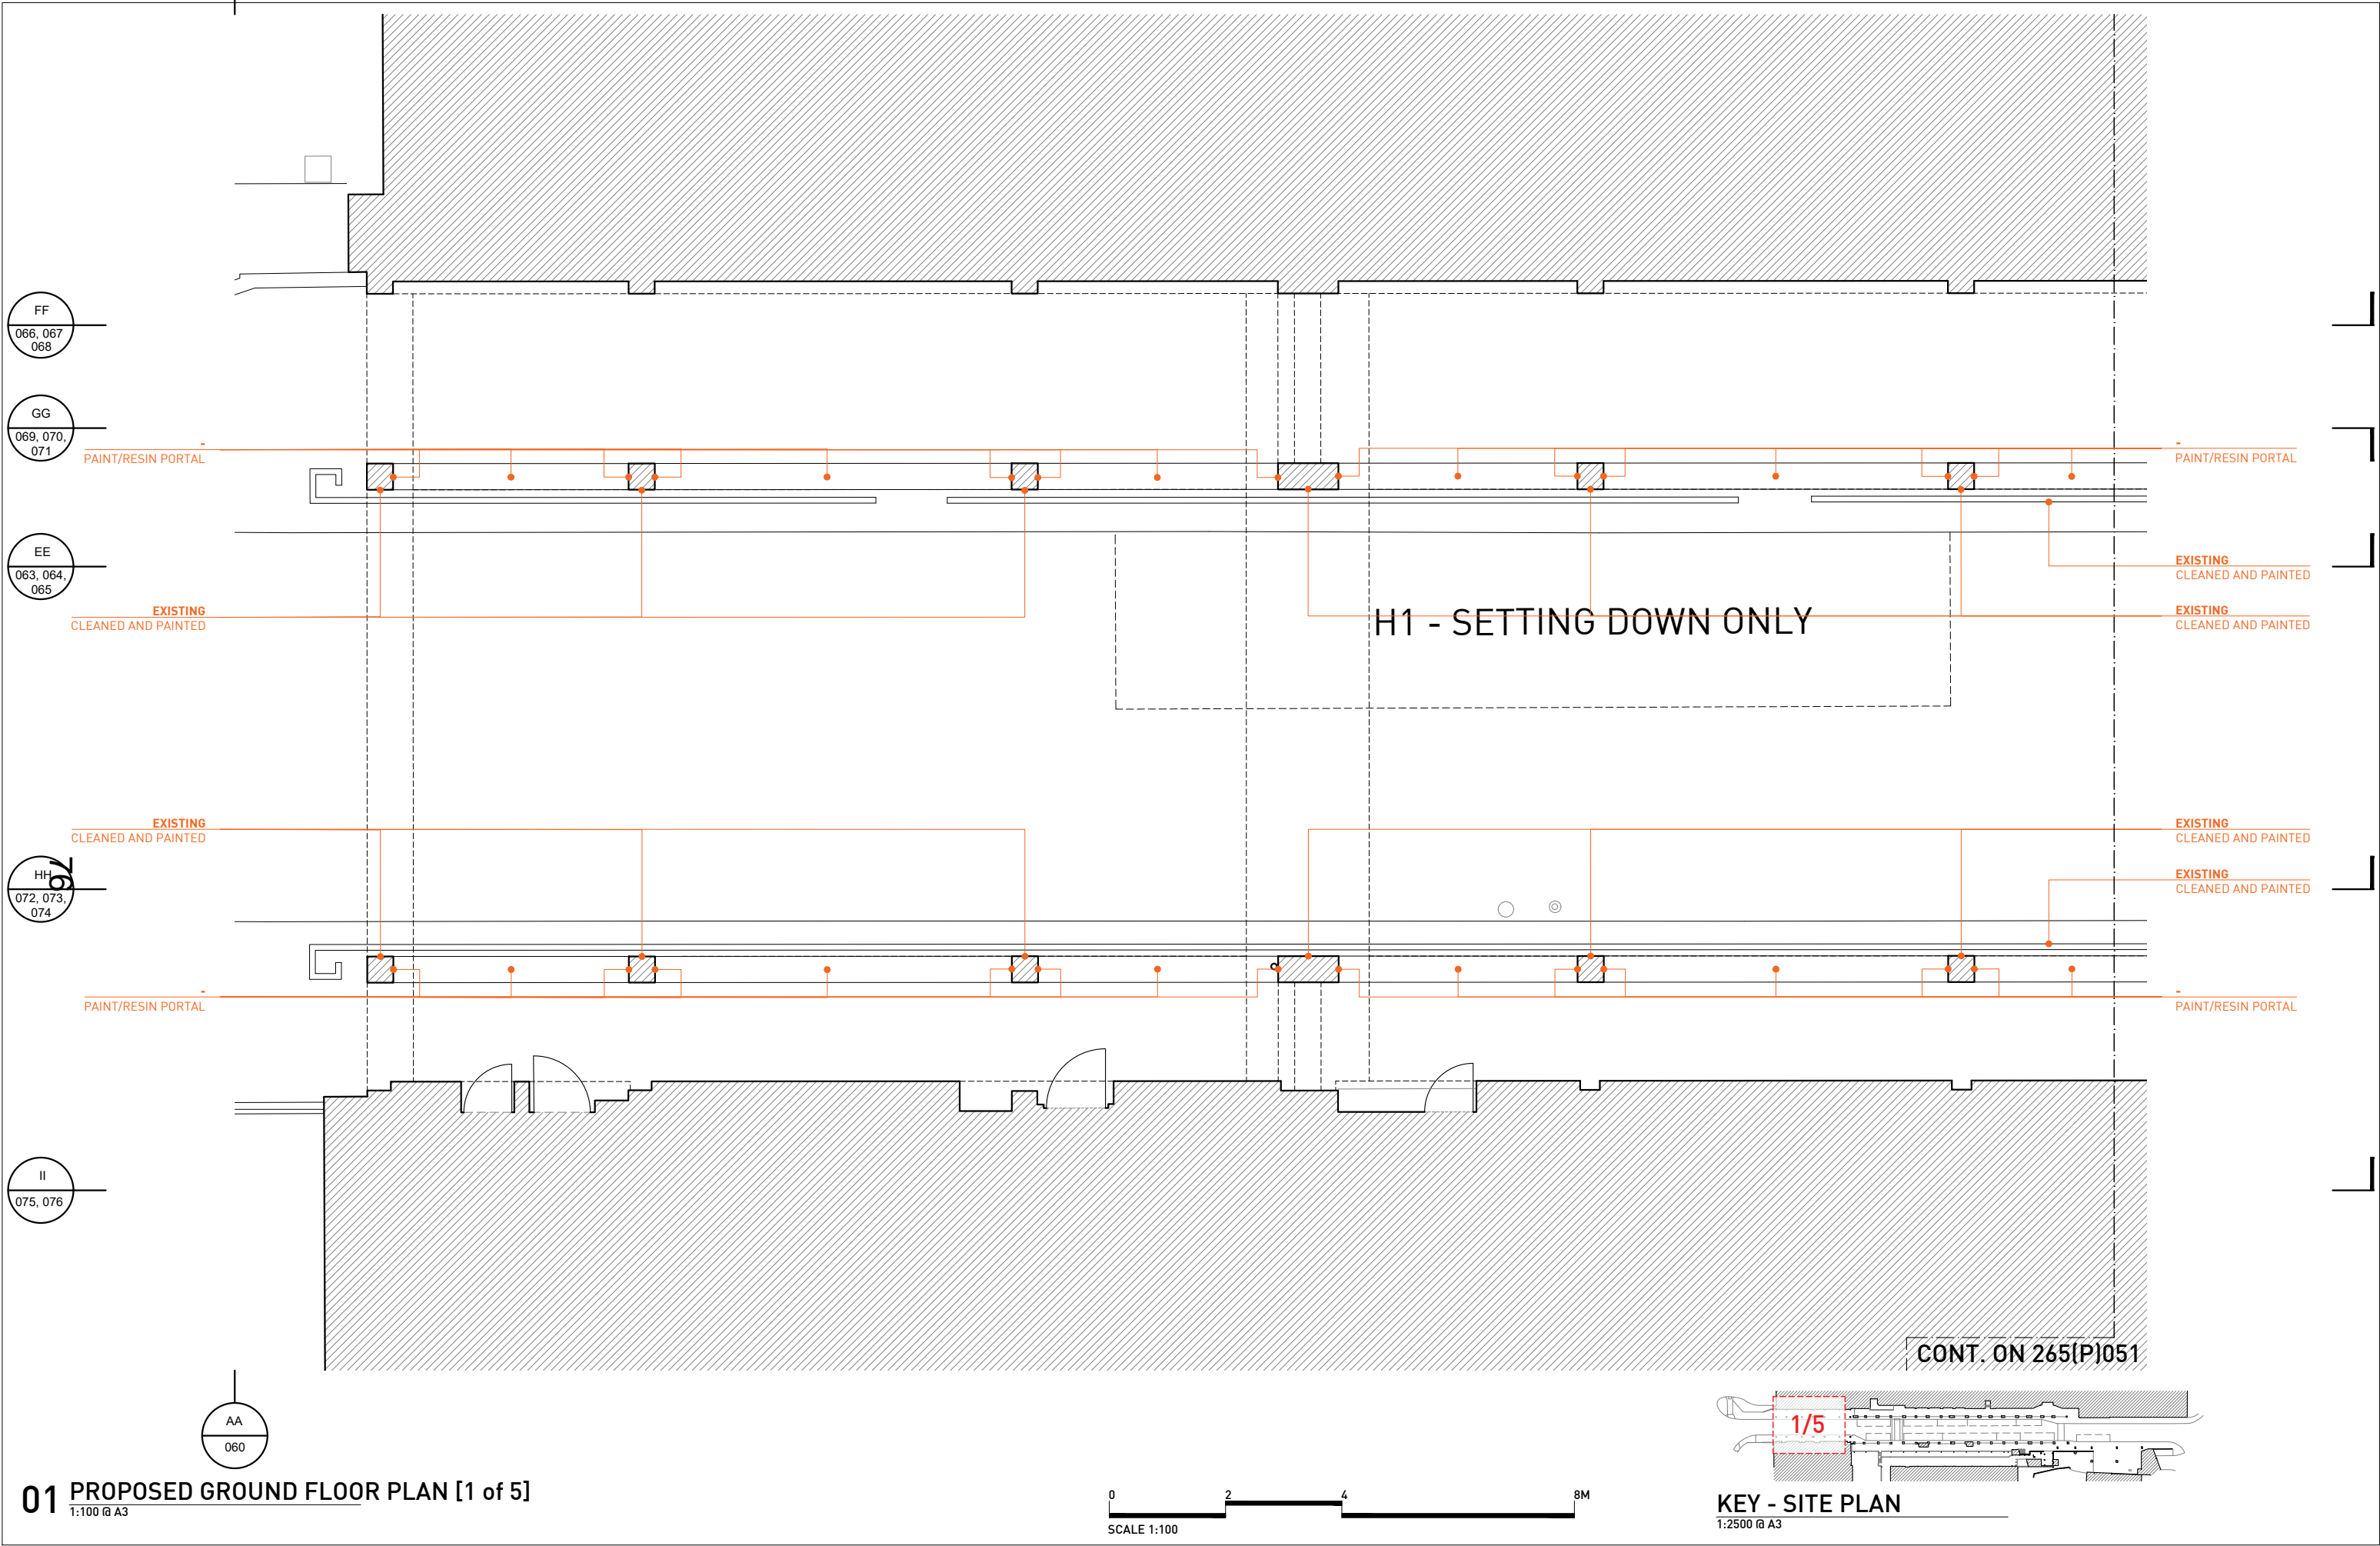 FF
066, 067
068
GG
069, 070,
071
-
PAINT/RESIN PORTAL
-
PAINT/RESIN PORTAL
EE
063, 064,
065
EXISTING
CLEANED AND PAINTED
EXISTING
CLEANED AND PAINTED
EXISTING
CLEANED AND PAINTED
H1 - SETTING DOWN ONLY
EXISTING
CLEANED AND PAINTED
EXISTING
CLEANED AND PAINTED
HH
072, 073,
074
76
EXISTING
CLEANED AND PAINTED
-
PAINT/RESIN PORTAL
-
PAINT/RESIN PORTAL
II
075, 076
CONT. ON 265(P)051
AA
060
1/5
01 PROPOSED GROUND FLOOR PLAN [1 of 5]
1:100 @ A3
0 2 4 8M
SCALE 1:100
KEY - SITE PLAN
1:2500 @ A3